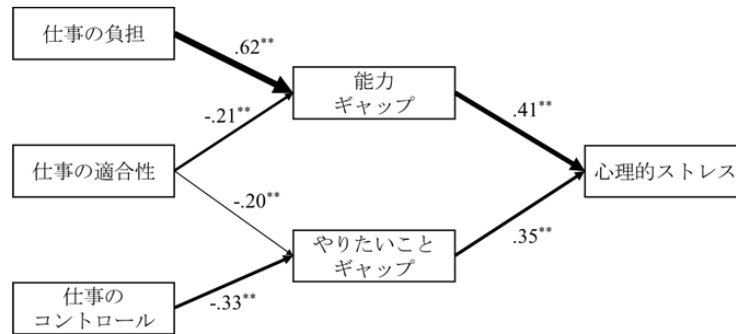 仕事の負担
.62**
能力
ギャップ
-.21**
.41**
仕事の適合性
心理的ストレス
-.20**
やりたいこと
ギャップ
.35**
仕事の
コントロール
-.33**